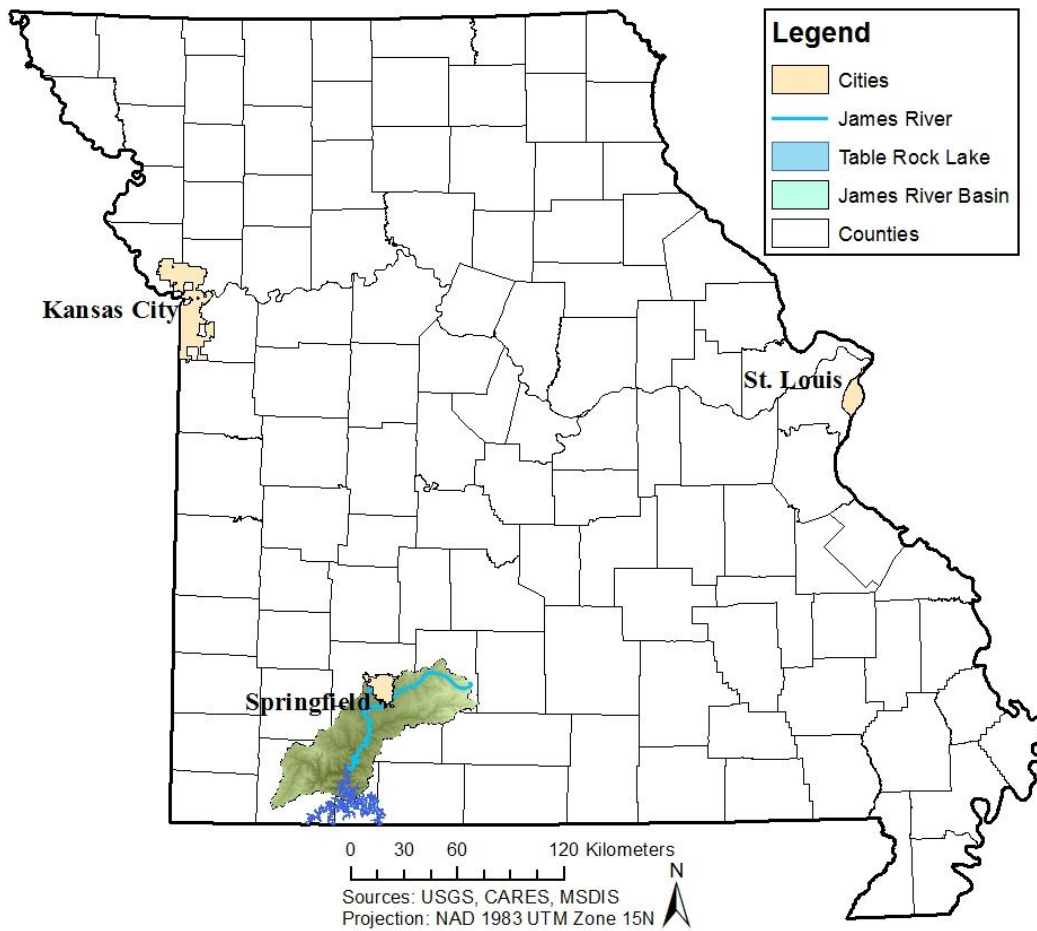 Legend
Cities
James River
Table Rock Lake
James River Basin
Counties
Kansas City
St. Louis
Springfield
0 30 60 120 Kilometers
N
Sources: USGS, CARES, MSDIS
Projection: NAD 1983 UTM Zone 15N